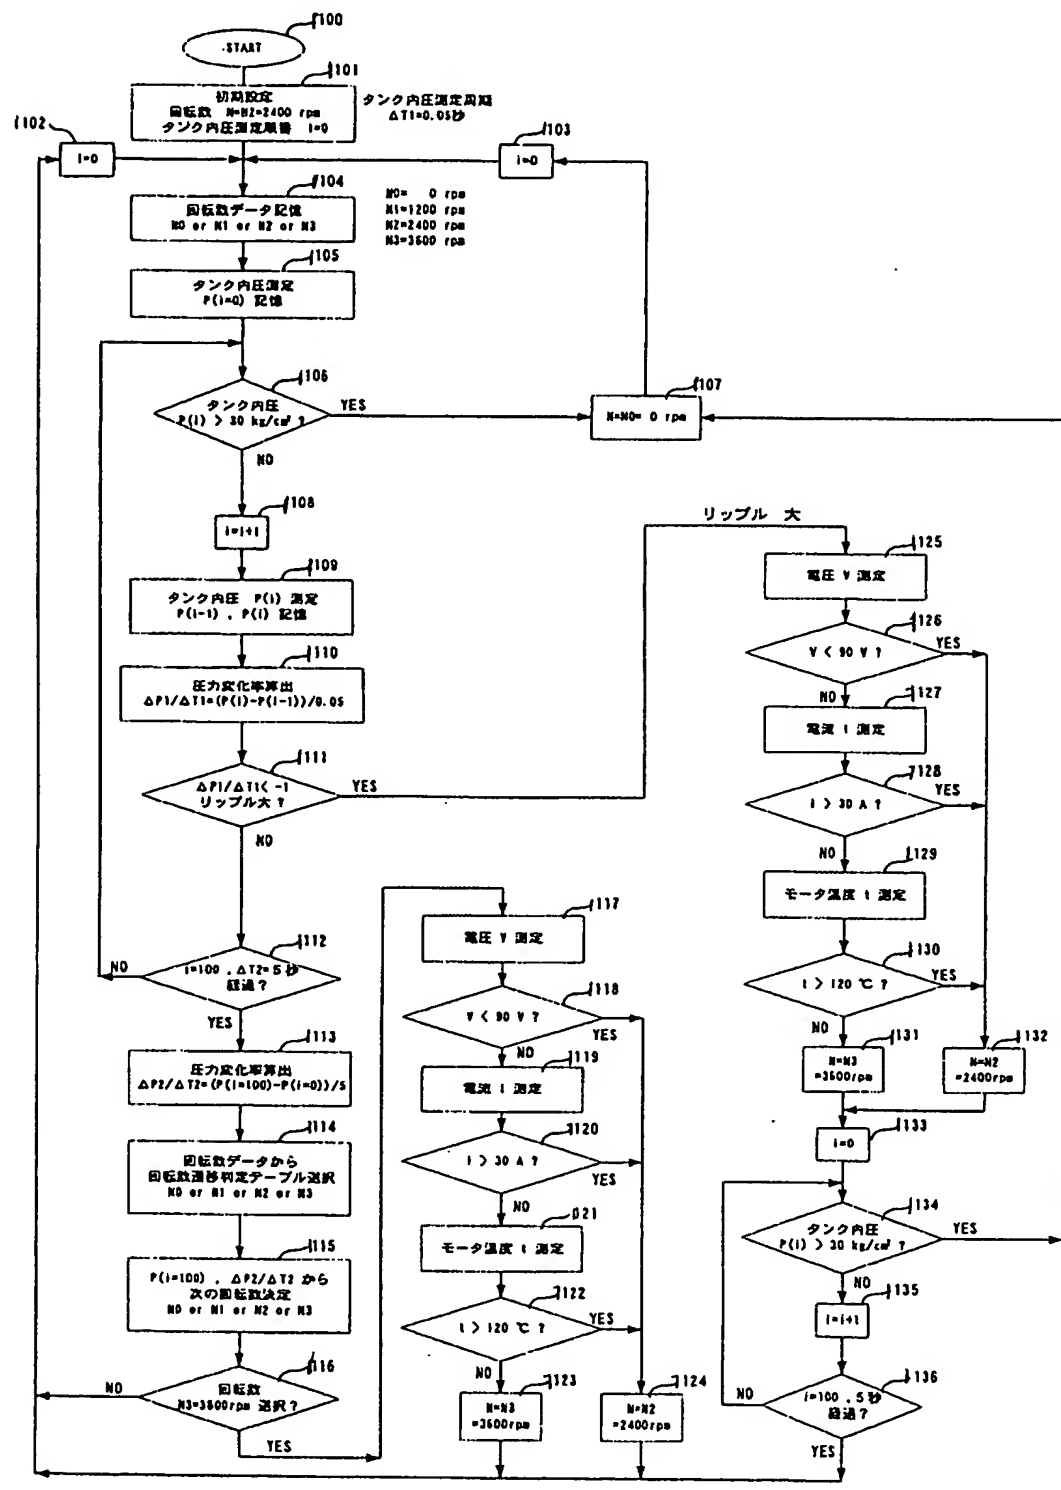 100
START
101
初期設定
回転数 N=N2=2400 rpm
タンク内圧測定順番 i=0
タンク内圧測定周期
ΔT1=0.05秒
102
i=0
103
i=0
104
回転数データ記憶
N0 or N1 or N2 or N3
N0= 0 rpm
N1=1200 rpm
N2=2400 rpm
N3=3600 rpm
105
タンク内圧測定
P(i=0) 記憶
106
タンク内圧
P(i) > 30 kg/cm² ?
YES
NO
107
N=N0= 0 rpm
108
i=i+1
109
タンク内圧 P(i) 測定
P(i-1) , P(i) 記憶
110
圧力変化率算出
ΔP1/ΔT1=(P(i)-P(i-1))/0.05
111
ΔP1/ΔT1< -1
リップル大 ?
YES
NO
リップル 大
112
i=100 , ΔT2=5 秒
経過 ?
NO
YES
113
圧力変化率算出
ΔP2/ΔT2=(P(i=100)-P(i=0))/5
114
回転数データから
回転数遷移判定テーブル選択
N0 or N1 or N2 or N3
115
P(i=100) , ΔP2/ΔT2 から
次の回転数決定
N0 or N1 or N2 or N3
116
回転数
N3=3600rpm 選択 ?
NO
YES
117
電圧 V 測定
118
V < 90 V ?
YES
NO
119
電流 i 測定
120
i > 30 A ?
YES
NO
121
モータ温度 t 測定
122
t > 120 ℃ ?
YES
NO
123
N=N3
=3600rpm
124
N=N2
=2400rpm
125
電圧 V 測定
126
V < 90 V ?
YES
NO
127
電流 i 測定
128
i > 30 A ?
YES
NO
129
モータ温度 t 測定
130
t > 120 ℃ ?
YES
NO
131
N=N3
=3600rpm
132
N=N2
=2400rpm
133
i=0
134
タンク内圧
P(i) > 30 kg/cm² ?
YES
NO
135
i=i+1
136
i=100 , 5 秒
経過 ?
NO
YES